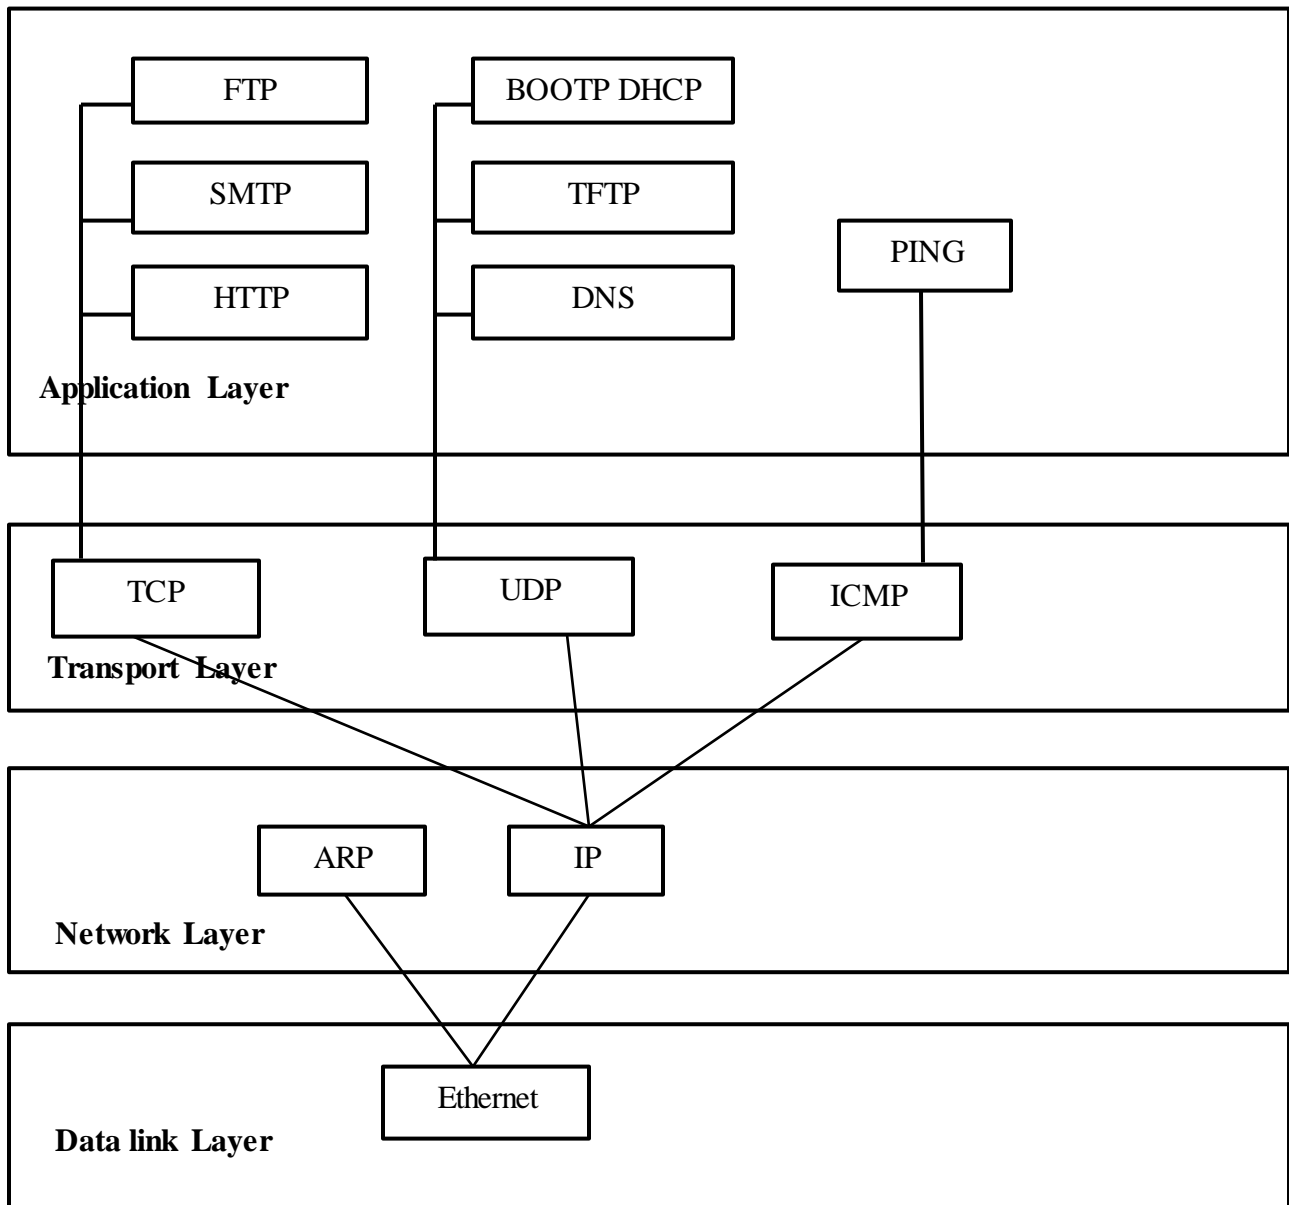 FTP
BOOTP DHCP
SMTP
TFTP
PING
HTTP
DNS
Application Layer
TCP
UDP
ICMP
Transport Layer
ARP
IP
Network Layer
Ethernet
Data link Layer